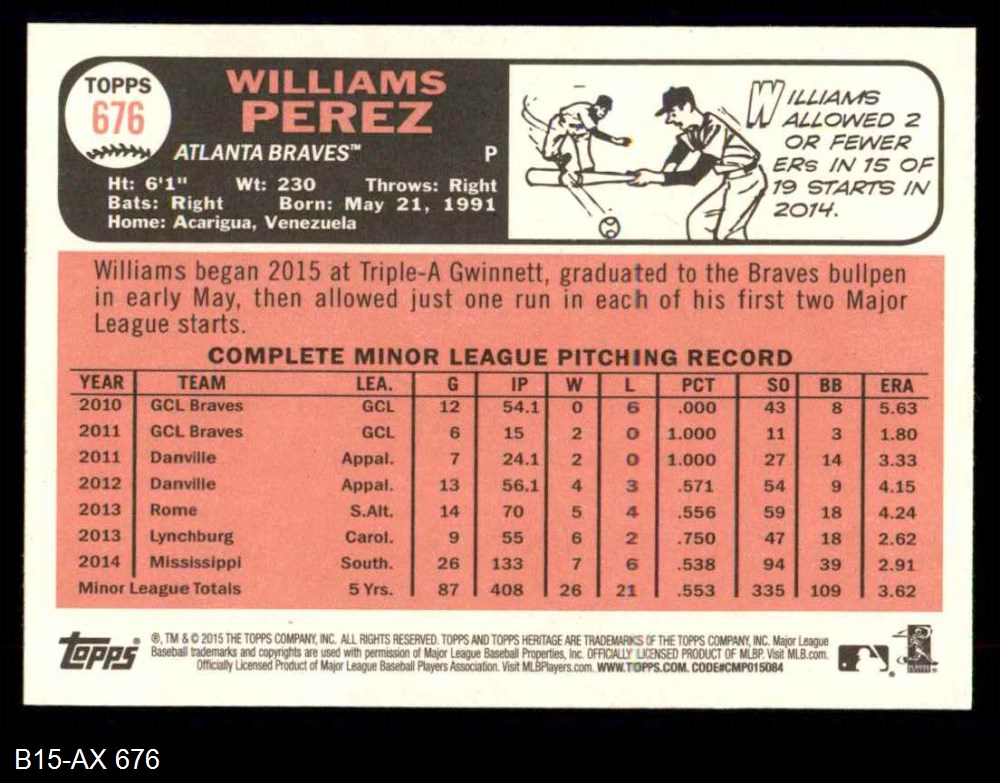 TOPPS
676
WILLIAMS
PEREZ
ATLANTA BRAVES™ P
Ht: 6'1" Wt: 230 Throws: Right
Bats: Right Born: May 21, 1991
Home: Acarigua, Venezuela
WILLIAMS
ALLOWED 2
OR FEWER
ERs IN 15 OF
19 STARTS IN
2014.
Williams began 2015 at Triple-A Gwinnett, graduated to the Braves bullpen
in early May, then allowed just one run in each of his first two Major
League starts.
COMPLETE MINOR LEAGUE PITCHING RECORD
YEAR TEAM LEA. G IP W L PCT SO BB ERA
2010 GCL Braves GCL 12 54.1 0 6 .000 43 8 5.63
2011 GCL Braves GCL 6 15 2 0 1.000 11 3 1.80
2011 Danville Appal. 7 24.1 2 0 1.000 27 14 3.33
2012 Danville Appal. 13 56.1 4 3 .571 54 9 4.15
2013 Rome S.Atl. 14 70 5 4 .556 59 18 4.24
2013 Lynchburg Carol. 9 55 6 2 .750 47 18 2.62
2014 Mississippi South. 26 133 7 6 .538 94 39 2.91
Minor League Totals 5 Yrs. 87 408 26 21 .553 335 109 3.62
Topps®
®, TM & © 2015 THE TOPPS COMPANY, INC. ALL RIGHTS RESERVED. TOPPS AND TOPPS HERITAGE ARE TRADEMARKS OF THE TOPPS COMPANY, INC. Major League
Baseball trademarks and copyrights are used with permission of Major League Baseball Properties, Inc. OFFICIALLY LICENSED PRODUCT OF MLBP. Visit MLB.com.
Officially Licensed Product of Major League Baseball Players Association. Visit MLBPlayers.com. WWW.TOPPS.COM. CODE#CMP015084
B15-AX 676